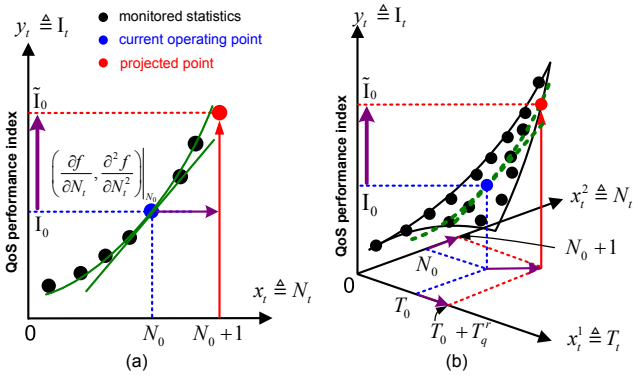 y_t ≜ I_t
monitored statistics
current operating point
projected point
QoS performance index
Ĩ_0
I_0
(∂f/∂N_t, ∂²f/∂N_t²)|_{N_0}
0
N_0
N_0+1
x_t ≜ N_t
(a)
y_t ≜ I_t
QoS performance index
Ĩ_0
I_0
x_t^2 ≜ N_t
N_0+1
N_0
0
T_0
T_0 + T_q^r
x_t^1 ≜ T_t
(b)